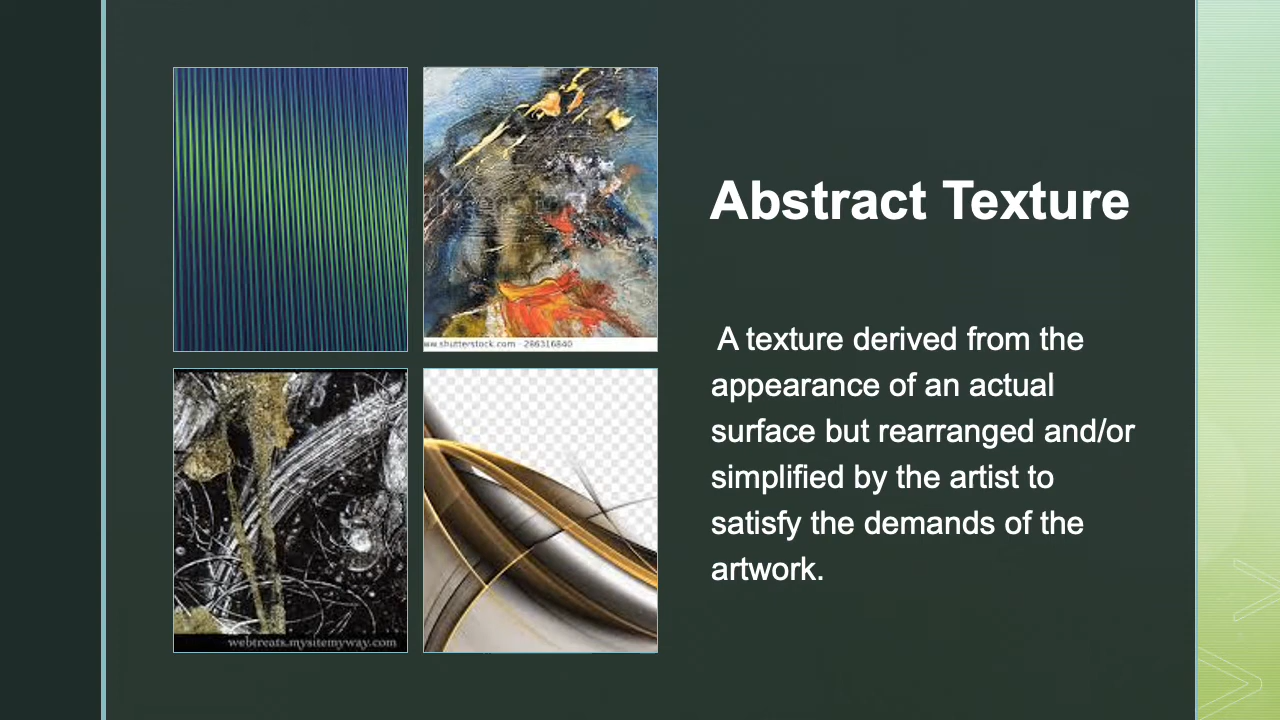 Abstract Texture
A texture derived from the
appearance of an actual
surface but rearranged and/or
simplified by the artist to
satisfy the demands of the
artwork.
w.shutterstock.com · 286316840
webtreats.mysitemyway.com